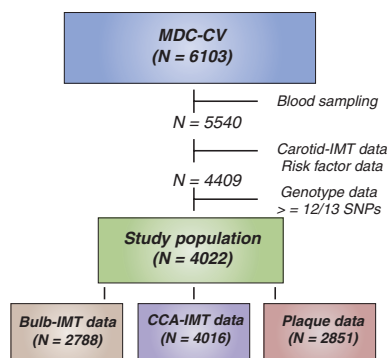 MDC-CV
(N = 6103)
Blood sampling
N = 5540
Carotid-IMT data
Risk factor data
N = 4409
Genotype data
> = 12/13 SNPs
Study population
(N = 4022)
Bulb-IMT data
(N = 2788)
CCA-IMT data
(N = 4016)
Plaque data
(N = 2851)